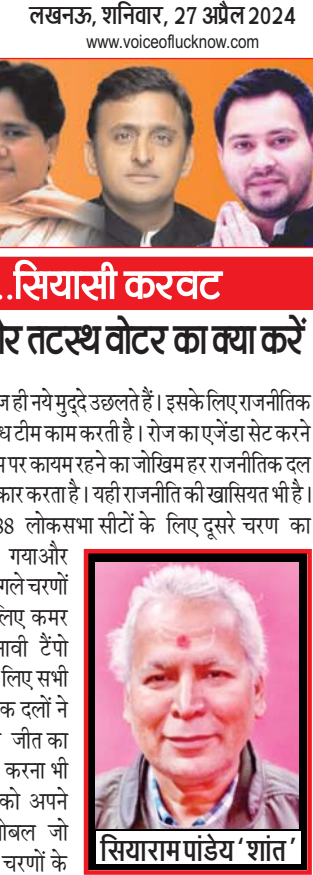 लखनऊ, शनिवार, 27 अप्रैल 2024
www.voiceoflucknow.com
..सियासी करवट
र तटस्थ वोटर का क्या करें
ज ही नये मुद्दे उछलते हैं। इसके लिए राजनीतिक
ध टीम काम करती है। रोज का एजेंडा सेट करने
पर कायम रहने का जोखिम हर राजनीतिक दल
कार करता है। यही राजनीति की खासियत भी है।
88 लोकसभा सीटों के लिए दूसरे चरण का
गयाऔर
गले चरणों
लिए कमर
ावी टैंपो
लिए सभी
क दलों ने
जीत का
करना भी
को अपने
ोबल जो
चरणों के
सियाराम पांडेय ‘शांत’